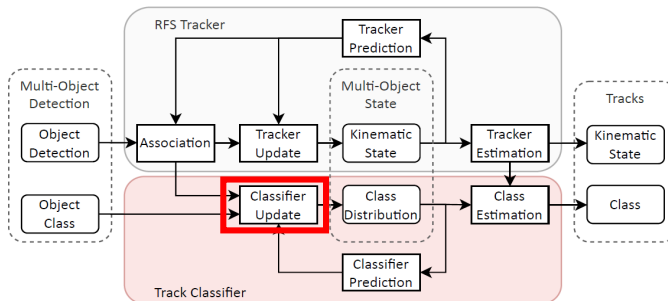 RFS Tracker
Tracker
Prediction
Multi-Object
Detection
Multi-Object
State
Tracks
Object
Detection
Association
Tracker
Update
Kinematic
State
Tracker
Estimation
Kinematic
State
Object
Class
Classifier
Update
Class
Distribution
Class
Estimation
Class
Classifier
Prediction
Track Classifier